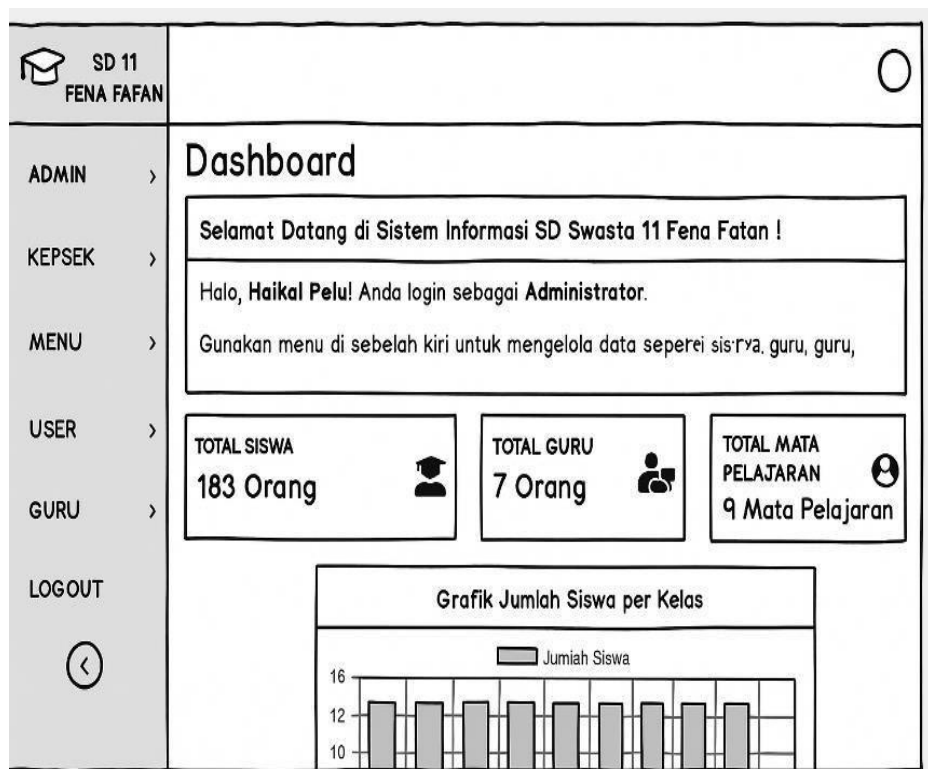 SD 11
FENA FAFAN
ADMIN
KEPSEK
MENU
USER
GURU
LOGOUT
Dashboard
Selamat Datang di Sistem Informasi SD Swasta 11 Fena Fatan !
Halo, Haikal Pelu! Anda login sebagai Administrator.
Gunakan menu di sebelah kiri untuk mengelola data seperei guru, guru,
TOTAL SISWA
183 Orang
TOTAL GURU
7 Orang
TOTAL MATA
PELAJARAN
9 Mata Pelajaran
Grafik Jumlah Siswa per Kelas
Jumiah Siswa
16
12
10